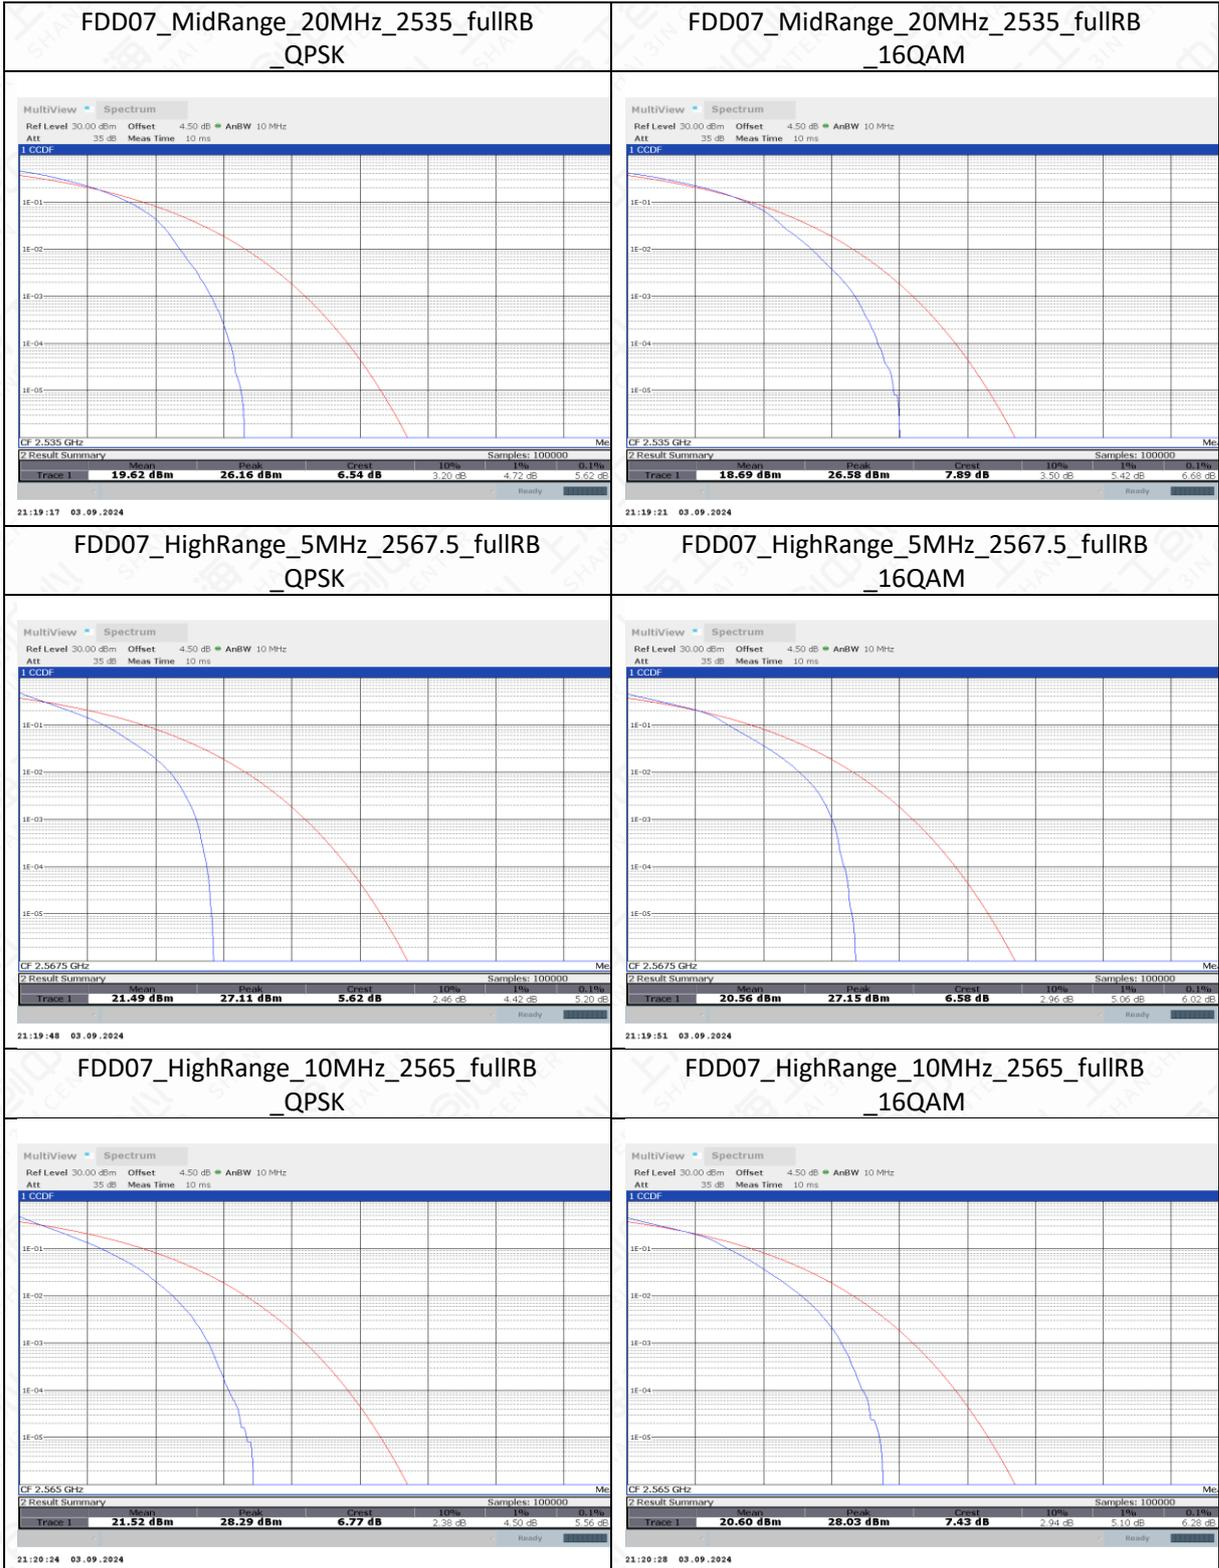 FDD07_MidRange_20MHz_2535_fullRB
_QPSK
MultiView Spectrum
Ref Level 30.00 dBm Offset 4.50 dB AnBW 10 MHz
Att 35 dB Meas Time 10 ms
1 CCDF
1E-01
1E-02
1E-03
1E-04
1E-05
CF 2.535 GHz Me
2 Result Summary Samples: 100000
Mean Peak Crest 10% 1% 0.1%
Trace 1 19.62 dBm 26.16 dBm 6.54 dB 3.20 dB 4.72 dB 5.62 dB
Ready
21:19:17 03.09.2024
FDD07_MidRange_20MHz_2535_fullRB
_16QAM
MultiView Spectrum
Ref Level 30.00 dBm Offset 4.50 dB AnBW 10 MHz
Att 35 dB Meas Time 10 ms
1 CCDF
1E-01
1E-02
1E-03
1E-04
1E-05
CF 2.535 GHz Me
2 Result Summary Samples: 100000
Mean Peak Crest 10% 1% 0.1%
Trace 1 18.69 dBm 26.58 dBm 7.89 dB 3.50 dB 5.42 dB 6.68 dB
Ready
21:19:21 03.09.2024
FDD07_HighRange_5MHz_2567.5_fullRB
_QPSK
MultiView Spectrum
Ref Level 30.00 dBm Offset 4.50 dB AnBW 10 MHz
Att 35 dB Meas Time 10 ms
1 CCDF
1E-01
1E-02
1E-03
1E-04
1E-05
CF 2.5675 GHz Me
2 Result Summary Samples: 100000
Mean Peak Crest 10% 1% 0.1%
Trace 1 21.49 dBm 27.11 dBm 5.62 dB 2.46 dB 4.42 dB 5.20 dB
Ready
21:19:48 03.09.2024
FDD07_HighRange_5MHz_2567.5_fullRB
_16QAM
MultiView Spectrum
Ref Level 30.00 dBm Offset 4.50 dB AnBW 10 MHz
Att 35 dB Meas Time 10 ms
1 CCDF
1E-01
1E-02
1E-03
1E-04
1E-05
CF 2.5675 GHz Me
2 Result Summary Samples: 100000
Mean Peak Crest 10% 1% 0.1%
Trace 1 20.56 dBm 27.15 dBm 6.58 dB 2.96 dB 5.06 dB 6.02 dB
Ready
21:19:51 03.09.2024
FDD07_HighRange_10MHz_2565_fullRB
_QPSK
MultiView Spectrum
Ref Level 30.00 dBm Offset 4.50 dB AnBW 10 MHz
Att 35 dB Meas Time 10 ms
1 CCDF
1E-01
1E-02
1E-03
1E-04
1E-05
CF 2.565 GHz Me
2 Result Summary Samples: 100000
Mean Peak Crest 10% 1% 0.1%
Trace 1 21.52 dBm 28.29 dBm 6.77 dB 2.38 dB 4.50 dB 5.56 dB
Ready
21:20:24 03.09.2024
FDD07_HighRange_10MHz_2565_fullRB
_16QAM
MultiView Spectrum
Ref Level 30.00 dBm Offset 4.50 dB AnBW 10 MHz
Att 35 dB Meas Time 10 ms
1 CCDF
1E-01
1E-02
1E-03
1E-04
1E-05
CF 2.565 GHz Me
2 Result Summary Samples: 100000
Mean Peak Crest 10% 1% 0.1%
Trace 1 20.60 dBm 28.03 dBm 7.43 dB 2.94 dB 5.10 dB 6.28 dB
Ready
21:20:28 03.09.2024